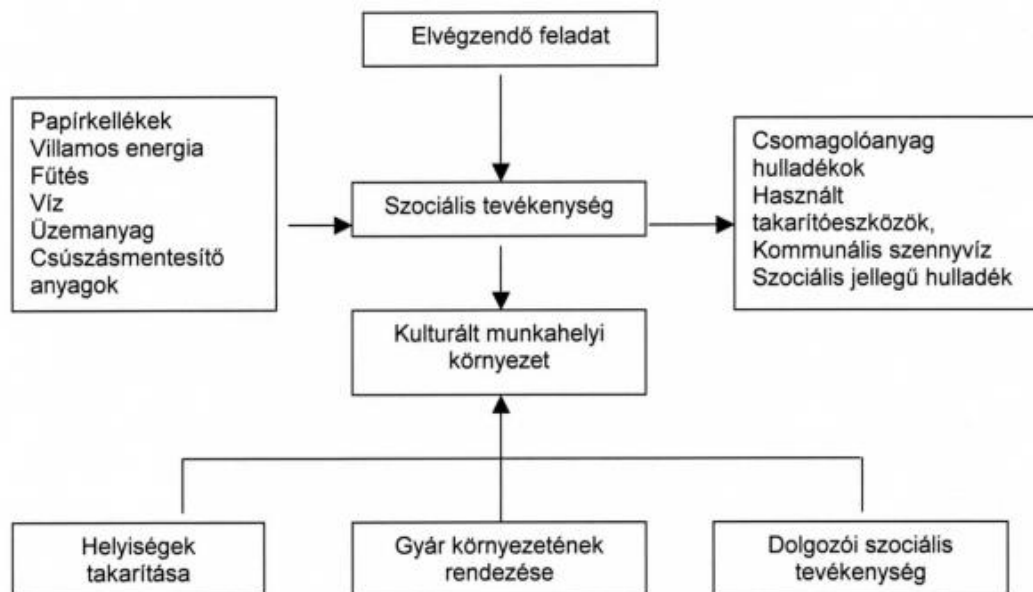 Elvégzendő feladat
Papírkellékek
Villamos energia
Fűtés
Víz
Üzemanyag
Csúszásmentesítő
anyagok
Szociális tevékenység
Csomagolóanyag
hulladékok
Használt
takarítóeszközök,
Kommunális szennyvíz
Szociális jellegű hulladék
Kulturált munkahelyi
környezet
Helyiségek
takarítása
Gyár környezetének
rendezése
Dolgozói szociális
tevékenység